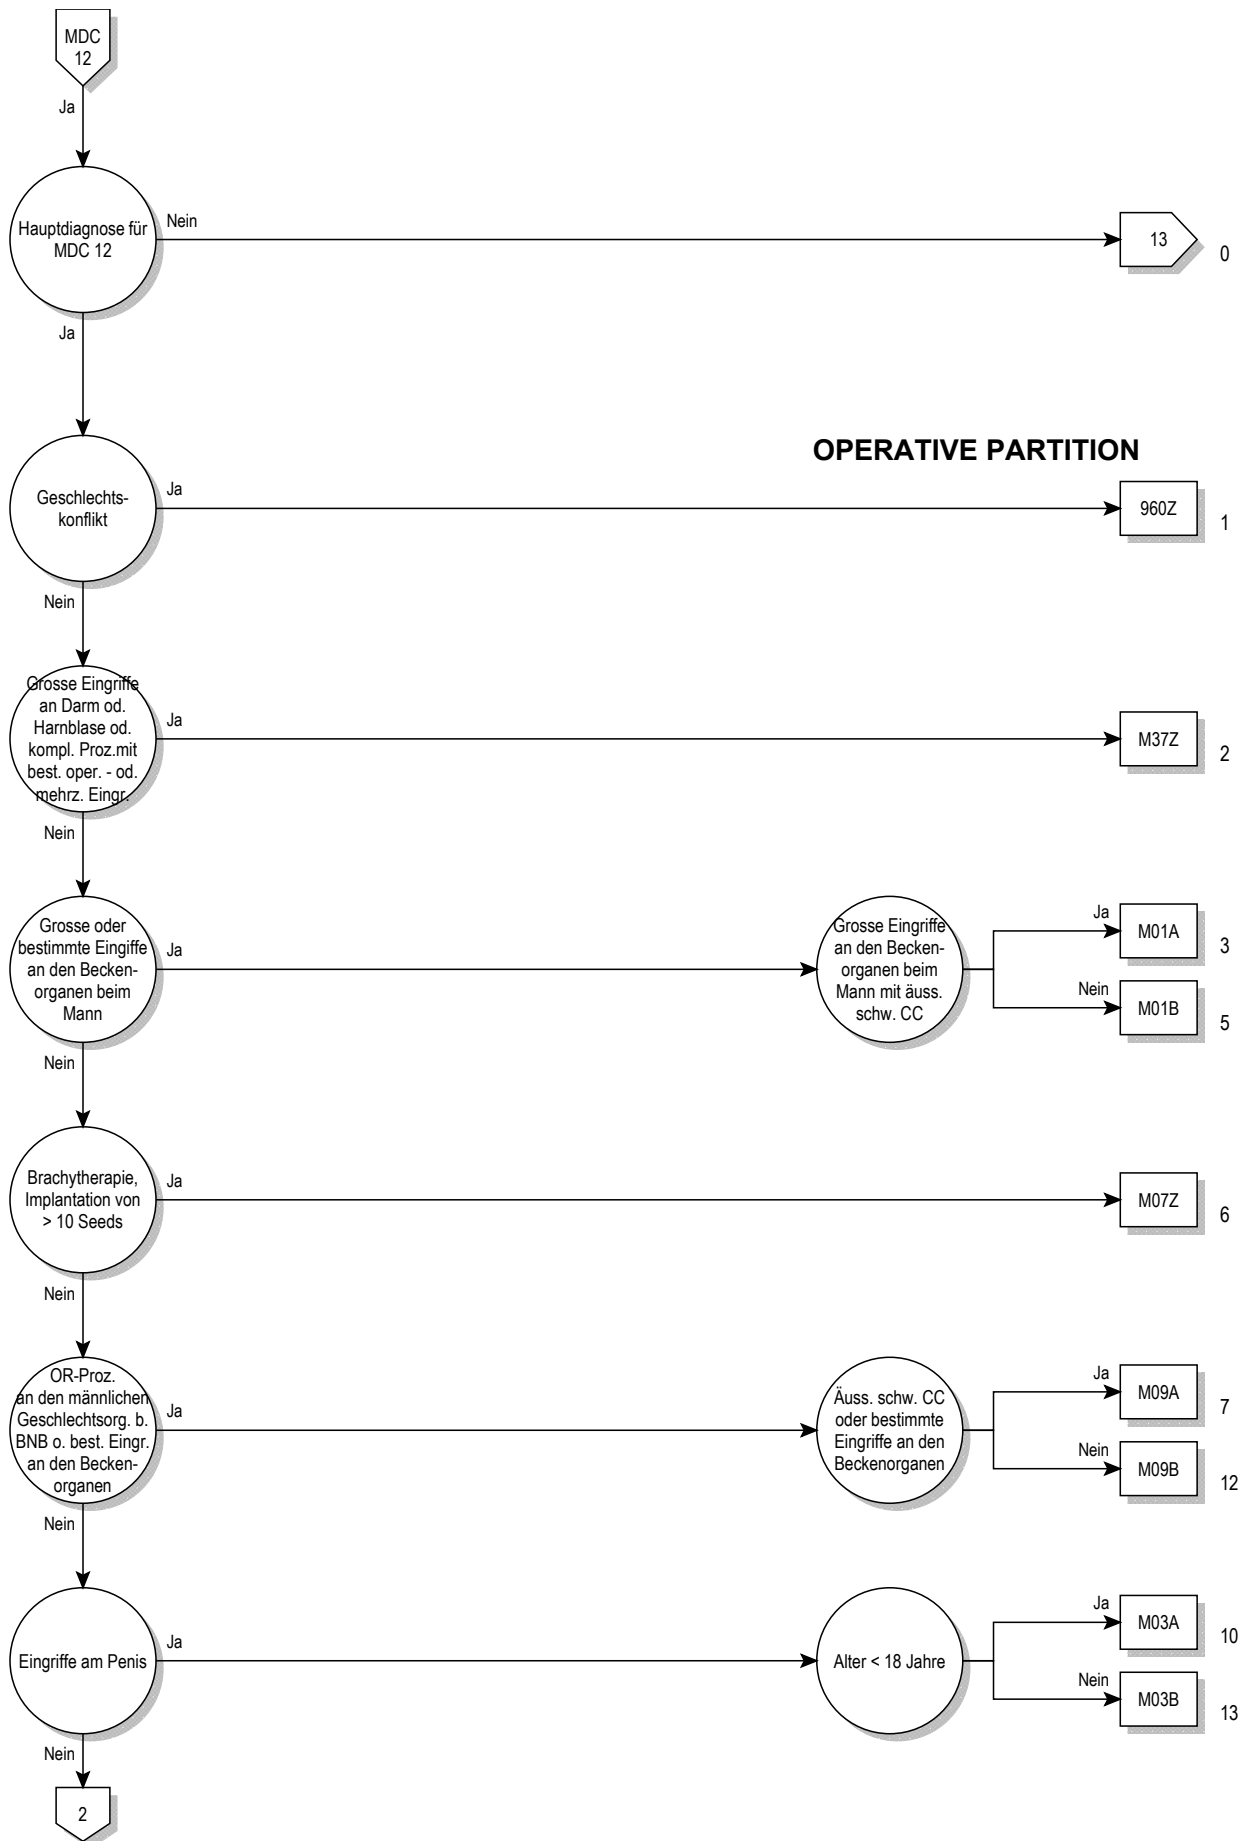 MDC
12
Ja
Hauptdiagnose für
MDC 12
Nein
13
0
Ja
OPERATIVE PARTITION
Geschlechts-
konflikt
Ja
960Z
1
Nein
Grosse Eingriffe
an Darm od.
Harnblase od.
kompl. Proz.mit
best. oper. - od.
mehrz. Eingr.
Ja
M37Z
2
Nein
Grosse oder
bestimmte Eingiffe
an den Becken-
organen beim
Mann
Ja
Grosse Eingriffe
an den Becken-
organen beim
Mann mit äuss.
schw. CC
Ja
M01A
3
Nein
M01B
5
Nein
Brachytherapie,
Implantation von
> 10 Seeds
Ja
M07Z
6
Nein
OR-Proz.
an den männlichen
Geschlechtsorg. b.
BNB o. best. Eingr.
an den Becken-
organen
Ja
Äuss. schw. CC
oder bestimmte
Eingriffe an den
Beckenorganen
Ja
M09A
7
Nein
M09B
12
Nein
Eingriffe am Penis
Ja
Alter < 18 Jahre
Ja
M03A
10
Nein
M03B
13
Nein
2